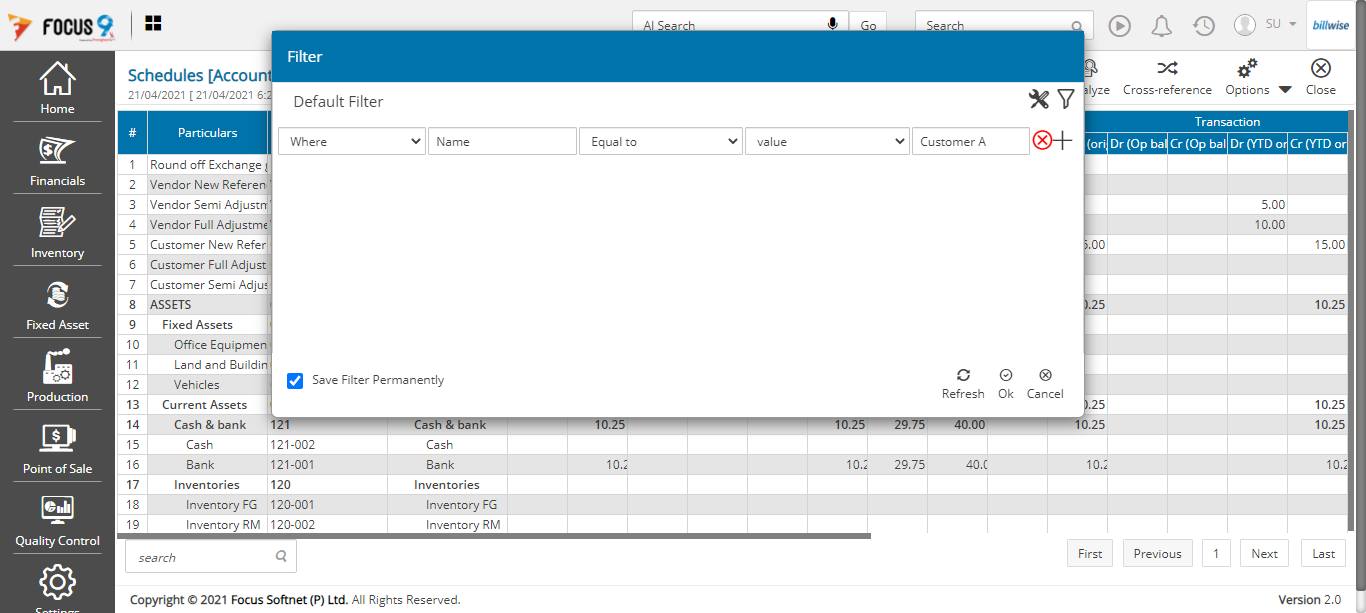 FOCUS 9
AI Search
Go
Search
SU
billwise
Home
Financials
Inventory
Fixed Asset
Production
Point of Sale
Quality Control
Settings
Schedules [Account
21/04/2021 [ 21/04/2021 6:2
alyze
Cross-reference
Options
Close
Filter
Default Filter
Where
Name
Equal to
value
Customer A
Save Filter Permanently
Refresh
Ok
Cancel
Transaction
# Particulars (ori Dr (Op bal Cr (Op bal Dr (YTD or Cr (YTD or
1 Round off Exchange g
2 Vendor New Referen
3 Vendor Semi Adjustm 5.00
4 Vendor Full Adjustme 10.00
5 Customer New Refer 5.00 15.00
6 Customer Full Adjust
7 Customer Semi Adjus
8 ASSETS 0.25 10.25
9 Fixed Assets
10 Office Equipmen
11 Land and Buildin
12 Vehicles
13 Current Assets 0.25 10.25
14 Cash & bank 121 Cash & bank 10.25 10.25 29.75 40.00 10.25 10.25
15 Cash 121-002 Cash
16 Bank 121-001 Bank 10.2 10.2 29.75 40.0 10.2 10.2
17 Inventories 120 Inventories
18 Inventory FG 120-001 Inventory FG
19 Inventory RM 120-002 Inventory RM
search
First
Previous
1
Next
Last
Copyright © 2021 Focus Softnet (P) Ltd. All Rights Reserved.
Version 2.0